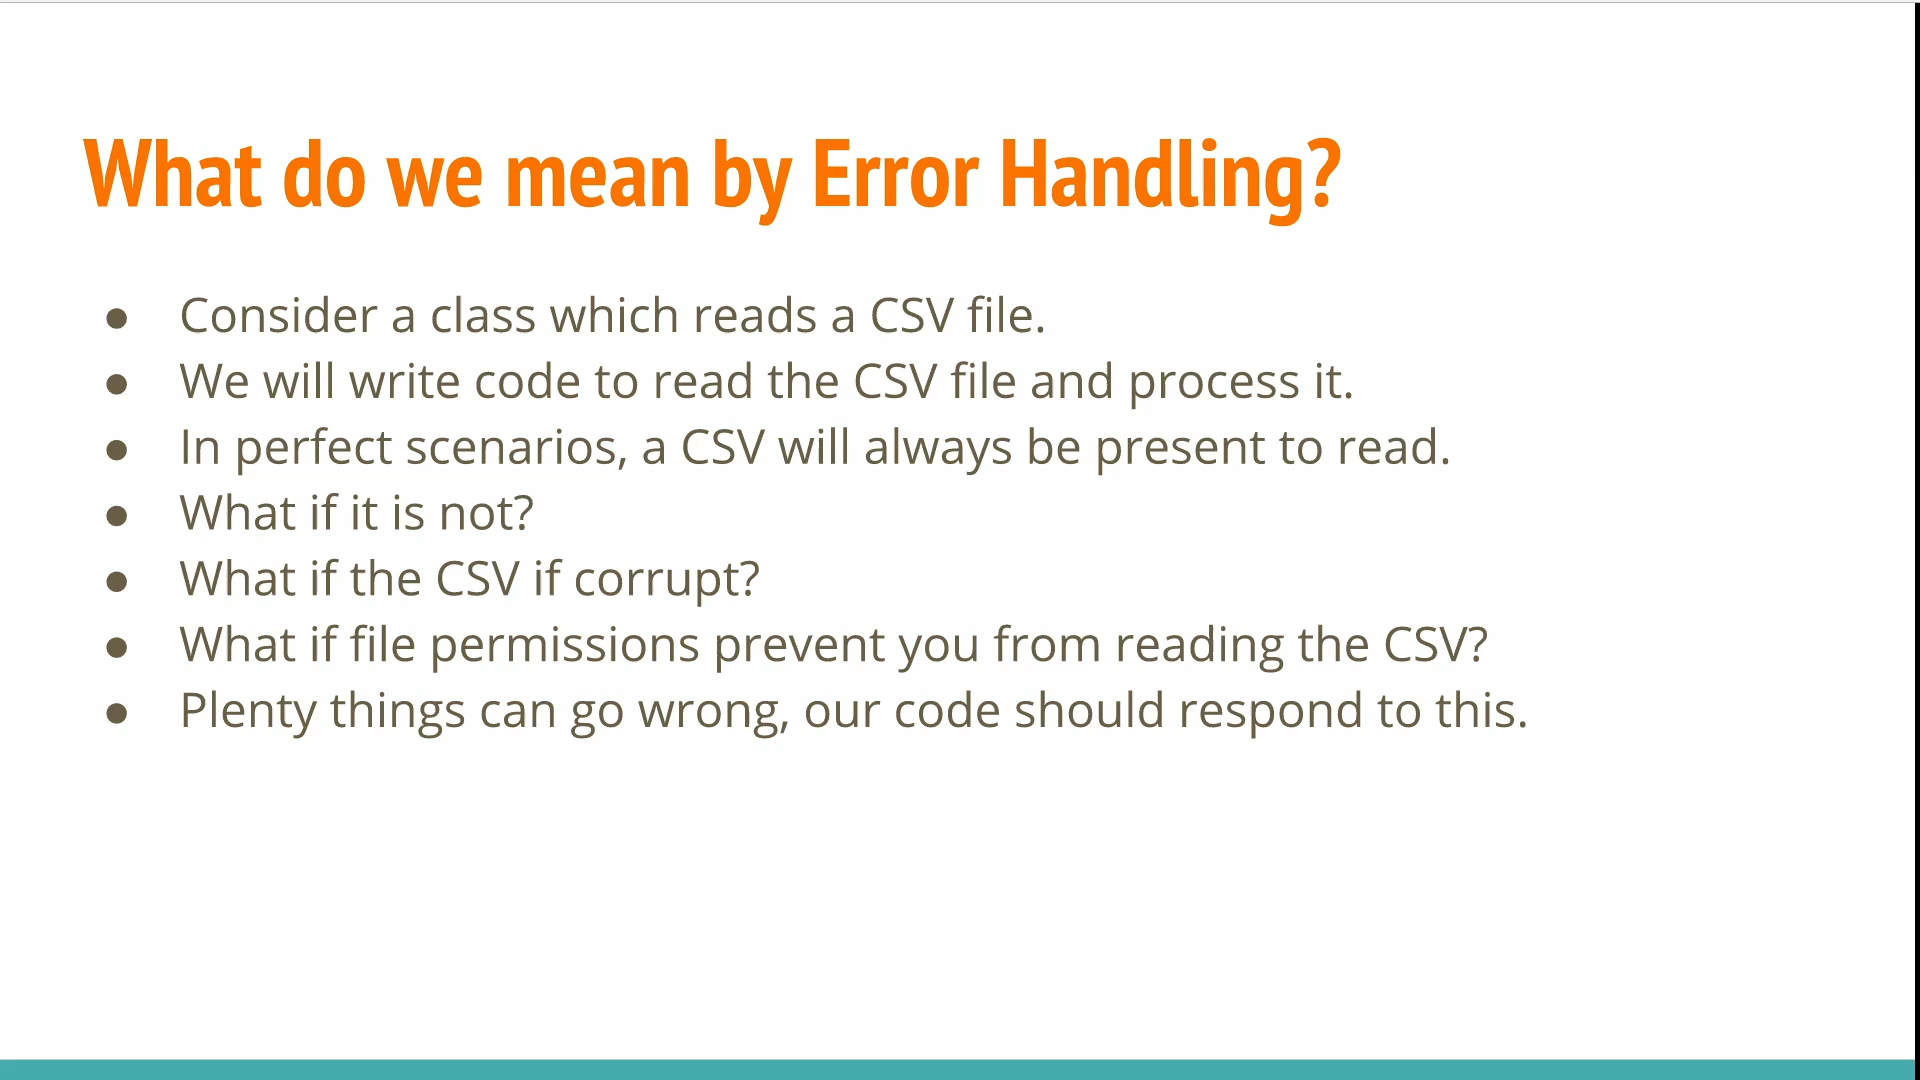 What do we mean by Error Handling?
● Consider a class which reads a CSV file.
● We will write code to read the CSV file and process it.
● In perfect scenarios, a CSV will always be present to read.
● What if it is not?
● What if the CSV if corrupt?
● What if file permissions prevent you from reading the CSV?
● Plenty things can go wrong, our code should respond to this.